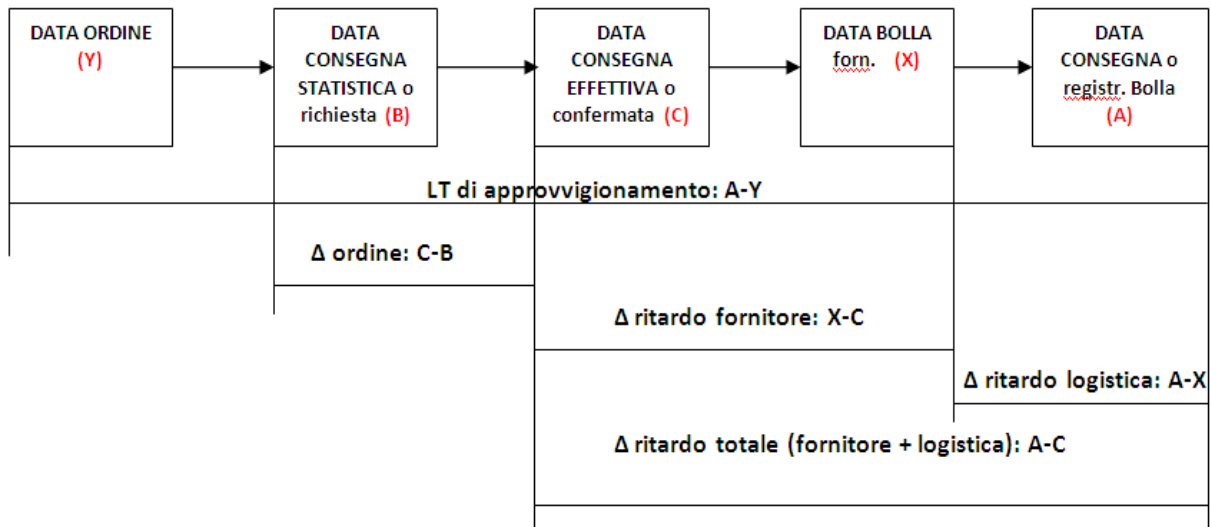 DATA ORDINE
(Y)
DATA
CONSEGNA
STATISTICA o
richiesta (B)
DATA
CONSEGNA
EFFETTIVA o
confermata (C)
DATA BOLLA
forn. (X)
DATA
CONSEGNA o
registr. Bolla
(A)
LT di approvvigionamento: A-Y
Δ ordine: C-B
Δ ritardo fornitore: X-C
Δ ritardo logistica: A-X
Δ ritardo totale (fornitore + logistica): A-C